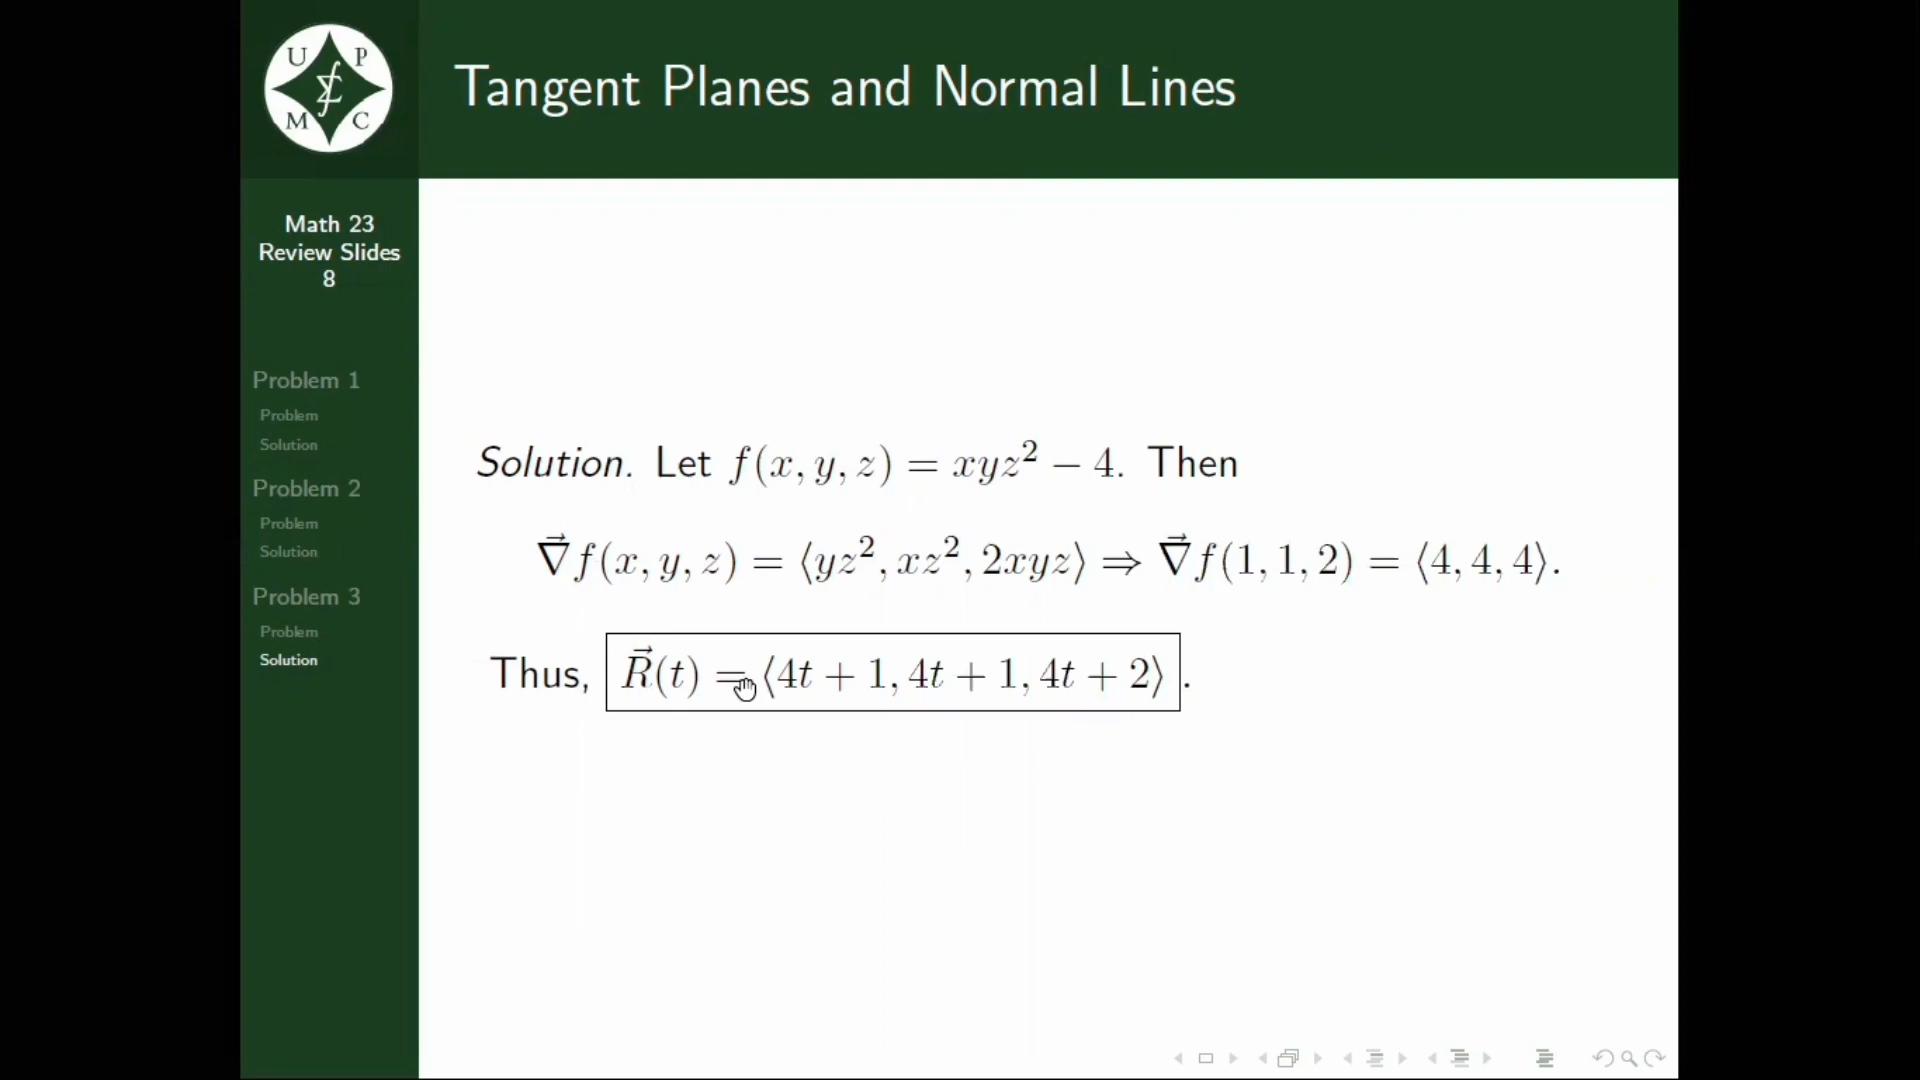 U P
M C
Tangent Planes and Normal Lines
Math 23
Review Slides
8
Problem 1
Problem
Solution
Problem 2
Problem
Solution
Problem 3
Problem
Solution
Solution. Let f(x, y, z) = xyz² − 4. Then
∇⃗f(x, y, z) = ⟨yz², xz², 2xyz⟩ ⇒ ∇⃗f(1, 1, 2) = ⟨4, 4, 4⟩.
Thus, R⃗(t) = ⟨4t + 1, 4t + 1, 4t + 2⟩.